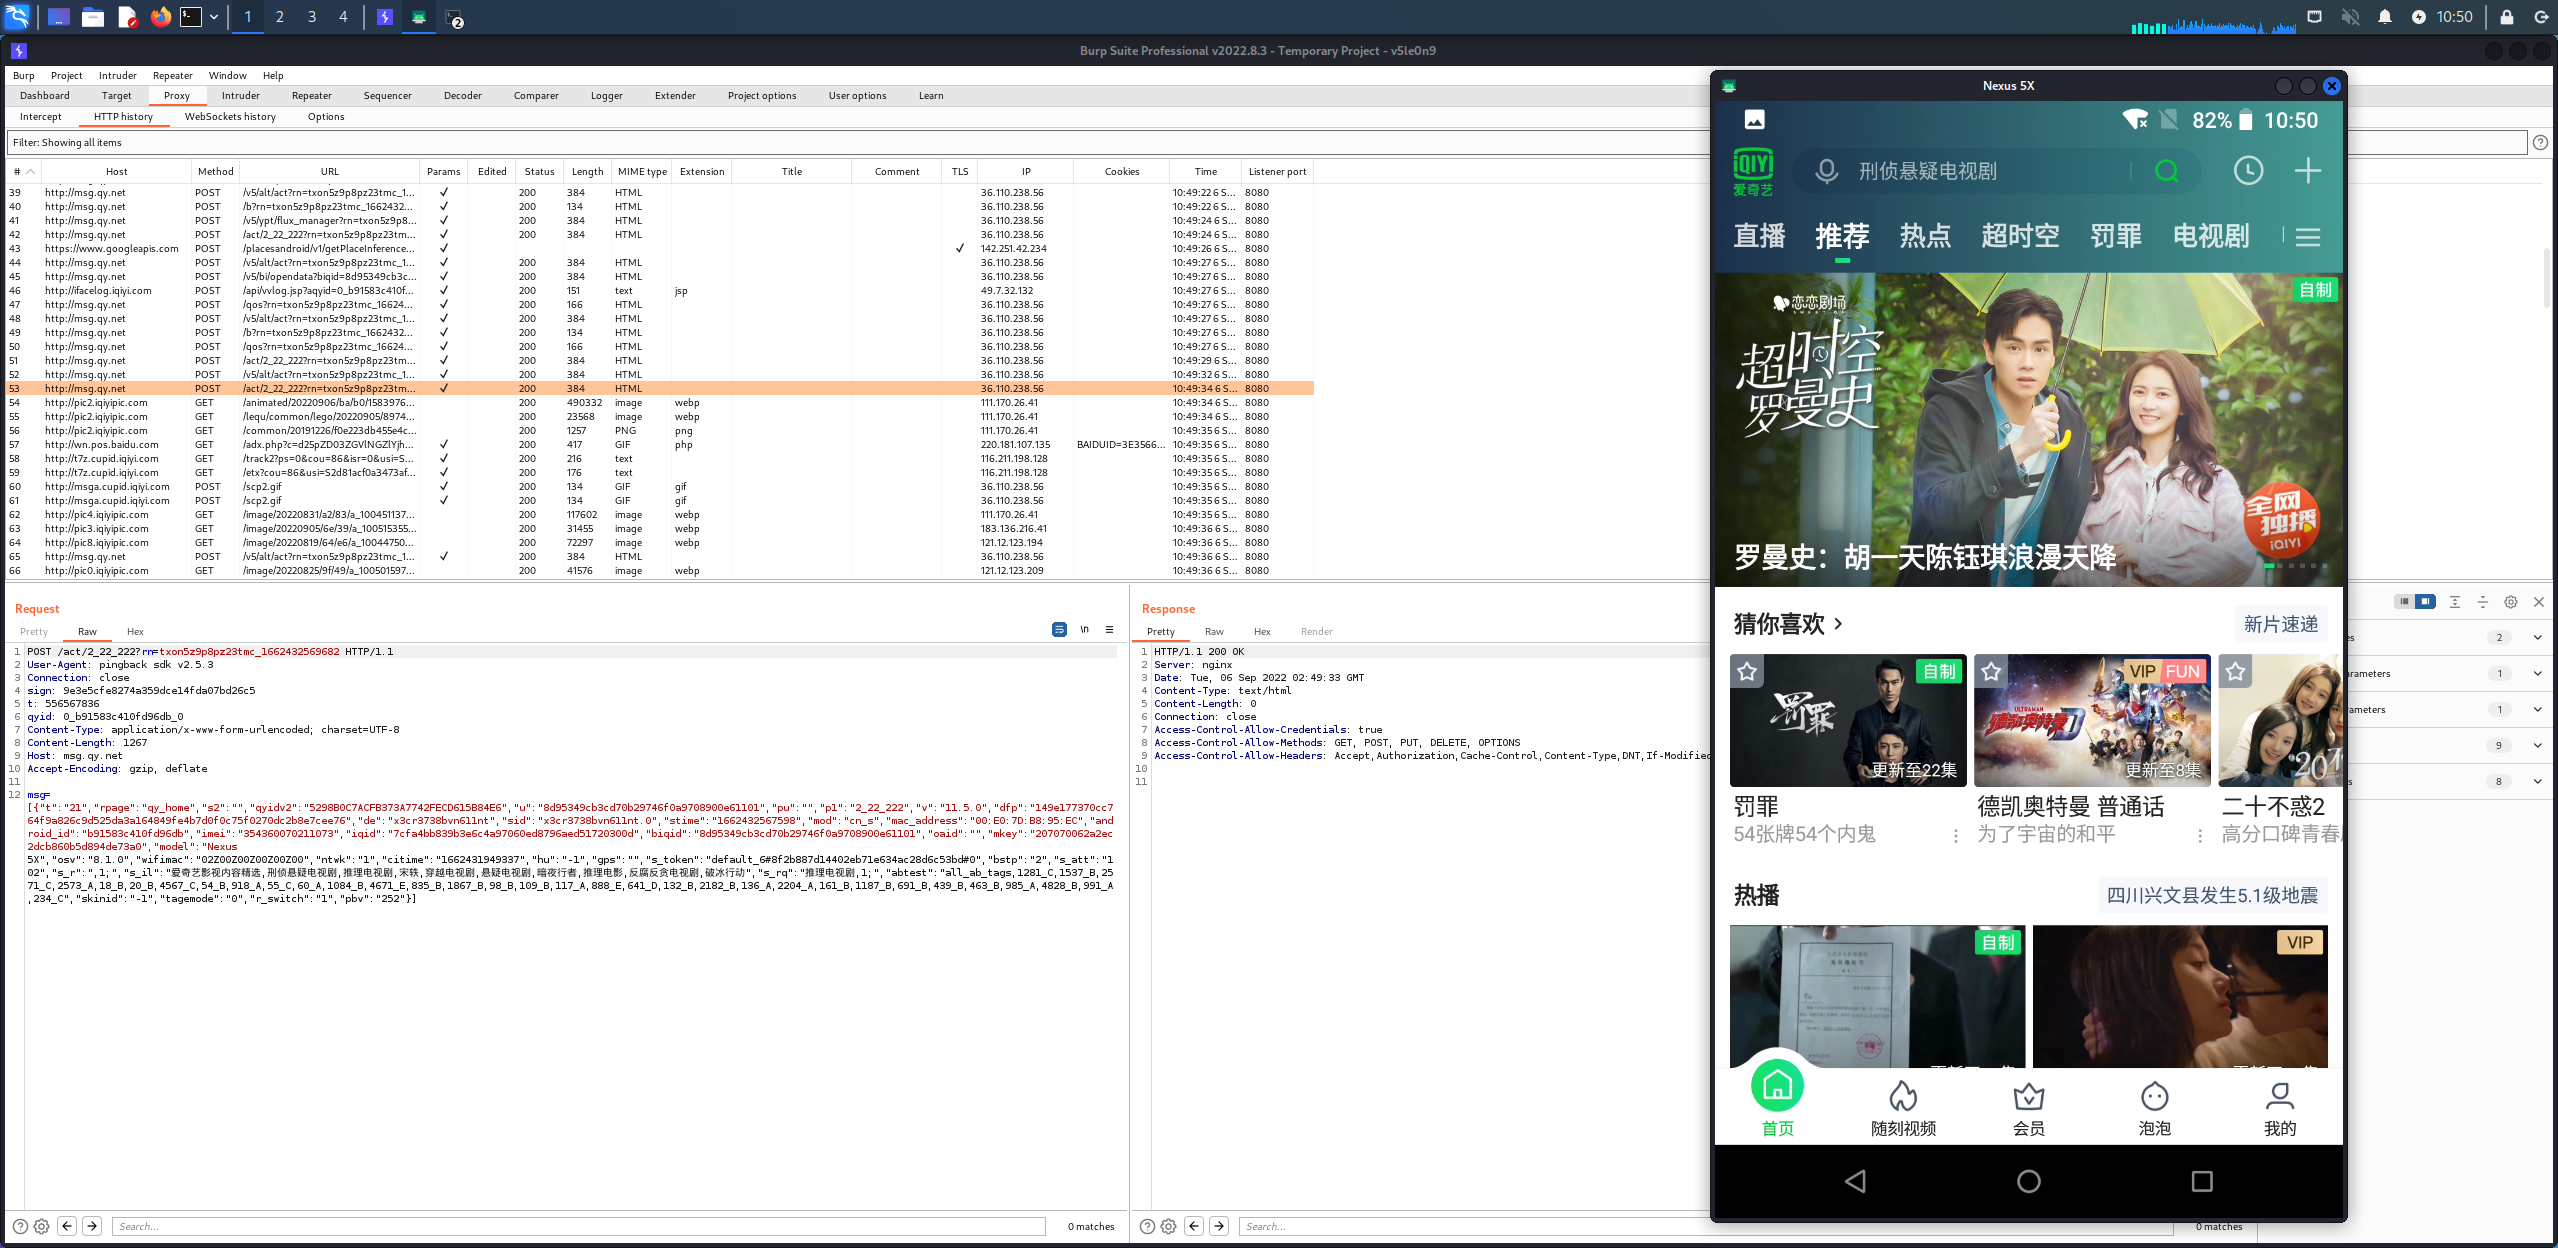 1 2 3 4 10:50
Burp Suite Professional v2022.8.3 - Temporary Project - v5le0n9
Burp Project Intruder Repeater Window Help
Dashboard Target Proxy Intruder Repeater Sequencer Decoder Comparer Logger Extender Project options User options Learn
Intercept HTTP history WebSockets history Options
Filter: Showing all items
# Host Method URL Params Edited Status Length MIME type Extension Title Comment TLS IP Cookies Time Listener port
39 http://msg.qy.net POST /v5/alt/act?rn=txon5z9p8pz23tmc_1... ✓ 200 384 HTML 36.110.238.56 10:49:22 6 S... 8080
40 http://msg.qy.net POST /b?rn=txon5z9p8pz23tmc_1662432... ✓ 200 134 HTML 36.110.238.56 10:49:22 6 S... 8080
41 http://msg.qy.net POST /v5/ypt/flux_manager?rn=txon5z9p8... ✓ 200 384 HTML 36.110.238.56 10:49:24 6 S... 8080
42 http://msg.qy.net POST /act/2_22_222?rn=txon5z9p8pz23tm... ✓ 200 384 HTML 36.110.238.56 10:49:24 6 S... 8080
43 https://www.googleapis.com POST /placesandroid/v1/getPlaceInference... ✓ ✓ 142.251.42.234 10:49:26 6 S... 8080
44 http://msg.qy.net POST /v5/alt/act?rn=txon5z9p8pz23tmc_1... ✓ 200 384 HTML 36.110.238.56 10:49:27 6 S... 8080
45 http://msg.qy.net POST /v5/bi/opendata?biqid=8d95349cb3c... ✓ 200 384 HTML 36.110.238.56 10:49:27 6 S... 8080
46 http://ifacelog.iqiyi.com POST /api/vvlog.jsp?aqyid=0_b91583c410f... ✓ 200 151 text jsp 49.7.32.132 10:49:27 6 S... 8080
47 http://msg.qy.net POST /qos?rn=txon5z9p8pz23tmc_16624... ✓ 200 166 HTML 36.110.238.56 10:49:27 6 S... 8080
48 http://msg.qy.net POST /v5/alt/act?rn=txon5z9p8pz23tmc_1... ✓ 200 384 HTML 36.110.238.56 10:49:27 6 S... 8080
49 http://msg.qy.net POST /b?rn=txon5z9p8pz23tmc_1662432... ✓ 200 134 HTML 36.110.238.56 10:49:27 6 S... 8080
50 http://msg.qy.net POST /qos?rn=txon5z9p8pz23tmc_16624... ✓ 200 166 HTML 36.110.238.56 10:49:27 6 S... 8080
51 http://msg.qy.net POST /act/2_22_222?rn=txon5z9p8pz23tm... ✓ 200 384 HTML 36.110.238.56 10:49:29 6 S... 8080
52 http://msg.qy.net POST /v5/alt/act?rn=txon5z9p8pz23tmc_1... ✓ 200 384 HTML 36.110.238.56 10:49:32 6 S... 8080
53 http://msg.qy.net POST /act/2_22_222?rn=txon5z9p8pz23tm... ✓ 200 384 HTML 36.110.238.56 10:49:34 6 S... 8080
54 http://pic2.iqiyipic.com GET /animated/20220906/ba/b0/1583976... 200 490332 image webp 111.170.26.41 10:49:34 6 S... 8080
55 http://pic2.iqiyipic.com GET /lequ/common/lego/20220905/8974... 200 23568 image webp 111.170.26.41 10:49:34 6 S... 8080
56 http://pic2.iqiyipic.com GET /common/20191226/f0e223db455e4c... 200 1257 PNG png 111.170.26.41 10:49:35 6 S... 8080
57 http://wn.pos.baidu.com GET /adx.php?c=d25pZD03ZGVlNGZlYjh... ✓ 200 417 GIF php 220.181.107.135 BAIDUID=3E3566... 10:49:35 6 S... 8080
58 http://t7z.cupid.iqiyi.com GET /track2?ps=0&cou=86&isr=0&usi=S... ✓ 200 216 text 116.211.198.128 10:49:35 6 S... 8080
59 http://t7z.cupid.iqiyi.com GET /etx?cou=86&usi=S2d81acf0a3473af... ✓ 200 176 text 116.211.198.128 10:49:35 6 S... 8080
60 http://msga.cupid.iqiyi.com POST /scp2.gif ✓ 200 134 GIF gif 36.110.238.56 10:49:35 6 S... 8080
61 http://msga.cupid.iqiyi.com POST /scp2.gif ✓ 200 134 GIF gif 36.110.238.56 10:49:35 6 S... 8080
62 http://pic4.iqiyipic.com GET /image/20220831/a2/83/a_100451137... 200 117602 image webp 111.170.26.41 10:49:35 6 S... 8080
63 http://pic3.iqiyipic.com GET /image/20220905/6e/39/a_100515355... 200 31455 image webp 183.136.216.41 10:49:36 6 S... 8080
64 http://pic8.iqiyipic.com GET /image/20220819/64/e6/a_10044750... 200 72297 image webp 121.12.123.194 10:49:36 6 S... 8080
65 http://msg.qy.net POST /v5/alt/act?rn=txon5z9p8pz23tmc_1... ✓ 200 384 HTML 36.110.238.56 10:49:36 6 S... 8080
66 http://pic0.iqiyipic.com GET /image/20220825/9f/49/a_100501597... 200 41576 image webp 121.12.123.209 10:49:36 6 S... 8080
Request
Pretty Raw Hex
\n
1 POST /act/2_22_222?rn=txon5z9p8pz23tmc_1662432569682 HTTP/1.1
2 User-Agent: pingback sdk v2.5.3
3 Connection: close
4 sign: 9e3e5cfe8274a359dce14fda07bd26c5
5 t: 556567836
6 qyid: 0_b91583c410fd96db_0
7 Content-Type: application/x-www-form-urlencoded; charset=UTF-8
8 Content-Length: 1267
9 Host: msg.qy.net
10 Accept-Encoding: gzip, deflate
11
12 msg=
[{"t":"21","rpage":"qy_home","s2":"","qyidv2":"5298B0C7ACFB373A7742FECD615B84E6","u":"8d95349cb3cd70b29746f0a9708900e61101","pu":"","p1":"2_22_222","v":"11.5.0","dfp":"149e177370cc7
64f9a826c9d525da3a164849fe4b7d0f0c75f0270dc2b8e7cee76","de":"x3cr3738bvn611nt","sid":"x3cr3738bvn611nt.0","stime":"1662432567598","mod":"cn_s","mac_address":"00:E0:7D:B8:95:EC","and
roid_id":"b91583c410fd96db","imei":"354360070211073","iqid":"7cfa4bb839b3e6c4a97060ed8796aed51720300d","biqid":"8d95349cb3cd70b29746f0a9708900e61101","oaid":"","mkey":"207070062a2ec
2dcb860b5d894de73a0","model":"Nexus
5X","osv":"8.1.0","wifimac":"02Z00Z00Z00Z00Z00","ntwk":"1","citime":"1662431949337","hu":"-1","gps":"","s_token":"default_6#8f2b887d14402eb71e634ac28d6c53bd#0","bstp":"2","s_att":"1
02","s_r":",1;","s_il":"爱奇艺影视内容精选,刑侦悬疑电视剧,推理电视剧,宋轶,穿越电视剧,悬疑电视剧,暗夜行者,推理电影,反腐反贪电视剧,破冰行动","s_rq":"推理电视剧,1;","abtest":"all_ab_tags,1281_C,1537_B,25
71_C,2573_A,18_B,20_B,4567_C,54_B,918_A,55_C,60_A,1084_B,4671_E,835_B,1867_B,98_B,109_B,117_A,888_E,641_D,132_B,2182_B,136_A,2204_A,161_B,1187_B,691_B,439_B,463_B,985_A,4828_B,991_A
,234_C","skinid":"-1","tagemode":"0","r_switch":"1","pbv":"252"}]
Search...
0 matches
Response
Pretty Raw Hex Render
1 HTTP/1.1 200 OK
2 Server: nginx
3 Date: Tue, 06 Sep 2022 02:49:33 GMT
4 Content-Type: text/html
5 Content-Length: 0
6 Connection: close
7 Access-Control-Allow-Credentials: true
8 Access-Control-Allow-Methods: GET, POST, PUT, DELETE, OPTIONS
9 Access-Control-Allow-Headers: Accept,Authorization,Cache-Control,Content-Type,DNT,If-Modified
10
11
Search...
0 matches
es 2
arameters 1
ameters 1
9
s 8
Nexus 5X
82% 10:50
iQIYI
爱奇艺
刑侦悬疑电视剧
直播 推荐 热点 超时空 罚罪 电视剧
自制
恋恋剧场
超时空
罗曼史
全网
独播
iQIYI
罗曼史：胡一天陈钰琪浪漫天降
猜你喜欢 新片速递
自制
罚罪
更新至22集
VIP FUN
ULTRAMAN
德凯奥特曼
更新至8集
罚罪 德凯奥特曼 普通话 二十不惑2
54张牌54个内鬼 为了宇宙的和平 高分口碑青春
热播 四川兴文县发生5.1级地震
自制 VIP
首页 随刻视频 会员 泡泡 我的